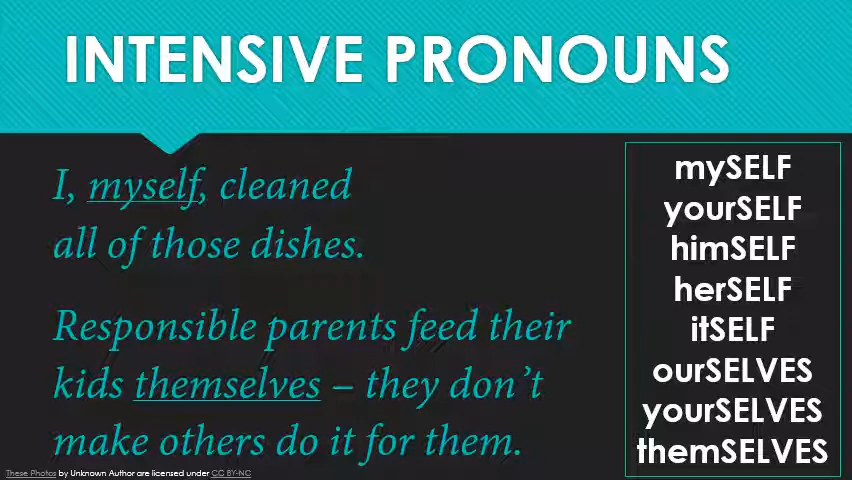 INTENSIVE PRONOUNS
I, myself, cleaned
all of those dishes.
Responsible parents feed their
kids themselves – they don’t
make others do it for them.
mySELF
yourSELF
himSELF
herSELF
itSELF
ourSELVES
yourSELVES
themSELVES
These Photos by Unknown Author are licensed under CC BY-NC